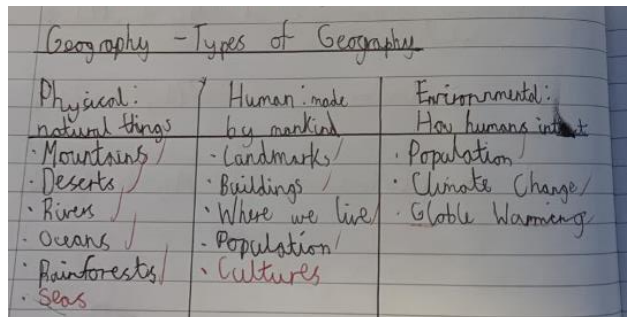 Geography - Types of Geography
Physical: Human: made Environmental:
natural things by mankind How humans
· Mountains · Landmarks · Population
· Deserts · Buildings · Climate Change
· Rivers · Where we live · Globle Warming
· Oceans · Population
· Rainforests · Cultures
· Seas